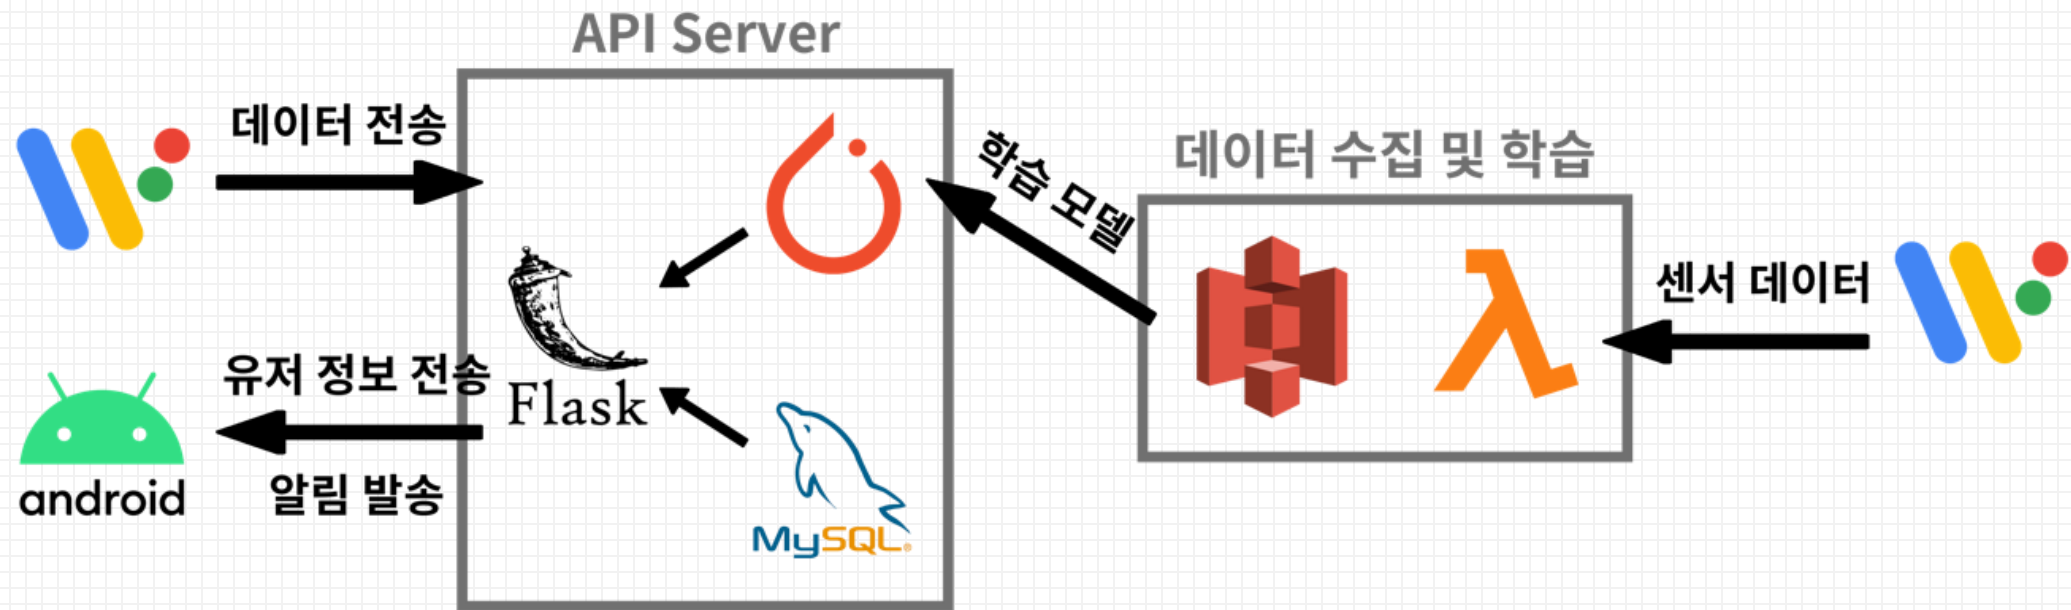 API Server
데이터 전송
데이터 수집 및 학습
학습 모델
센서 데이터
유저 정보 전송
Flask
android
알림 발송
MySQL®